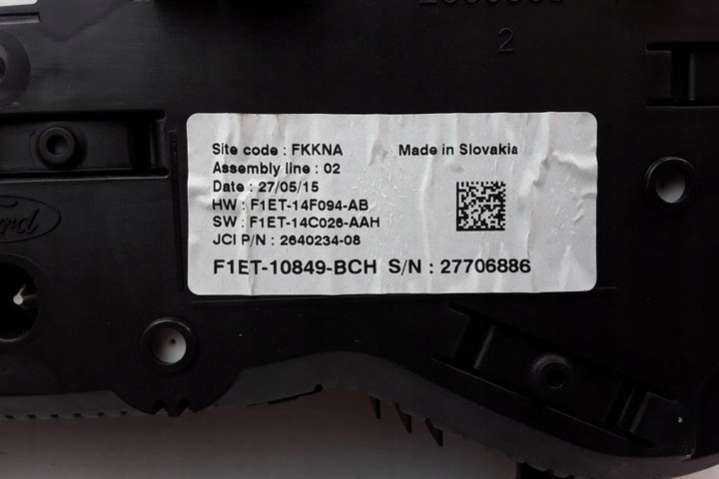 2
Site code : FKKNA Made in Slovakia
Assembly line : 02
Date : 27/05/15
HW : F1ET-14F094-AB
SW : F1ET-14C026-AAH
JCI P/N : 2640234-08
F1ET-10849-BCH S/N : 27706886